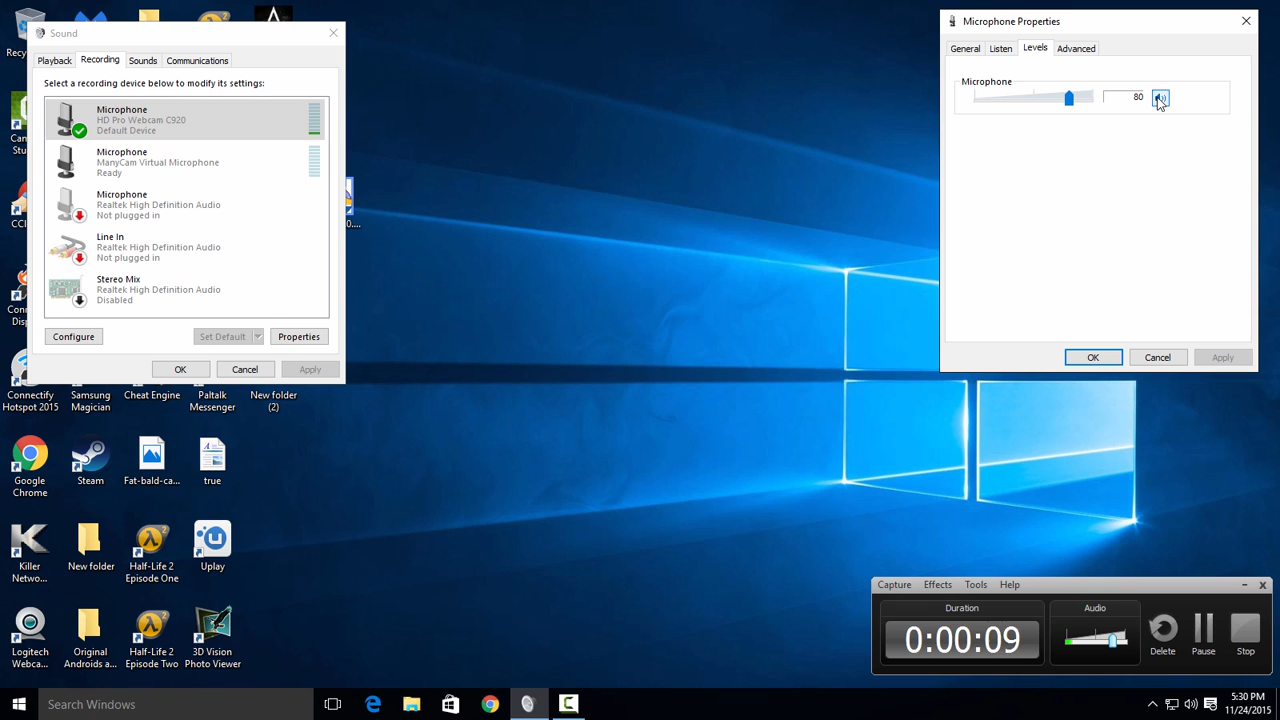 Sound
Playback
Recording
Sounds
Communications
Select a recording device below to modify its settings:
Microphone
HD Pro Webcam C920
Default Device
Microphone
ManyCam Virtual Microphone
Ready
Microphone
Realtek High Definition Audio
Not plugged in
Line In
Realtek High Definition Audio
Not plugged in
Stereo Mix
Realtek High Definition Audio
Disabled
Configure
Set Default
Properties
OK
Cancel
Apply
Microphone Properties
General
Listen
Levels
Advanced
Microphone
80
OK
Cancel
Apply
Connectify
Hotspot 2015
Samsung
Magician
Cheat Engine
Paltalk
Messenger
New folder
(2)
Google
Chrome
Steam
Fat-bald-ca...
true
Killer
Netwo...
New folder
Half-Life 2
Episode One
Uplay
Logitech
Webca...
Original
Androids a...
Half-Life 2
Episode Two
3D Vision
Photo Viewer
Capture
Effects
Tools
Help
Duration
0:00:09
Audio
Delete
Pause
Stop
Search Windows
5:30 PM
11/24/2015